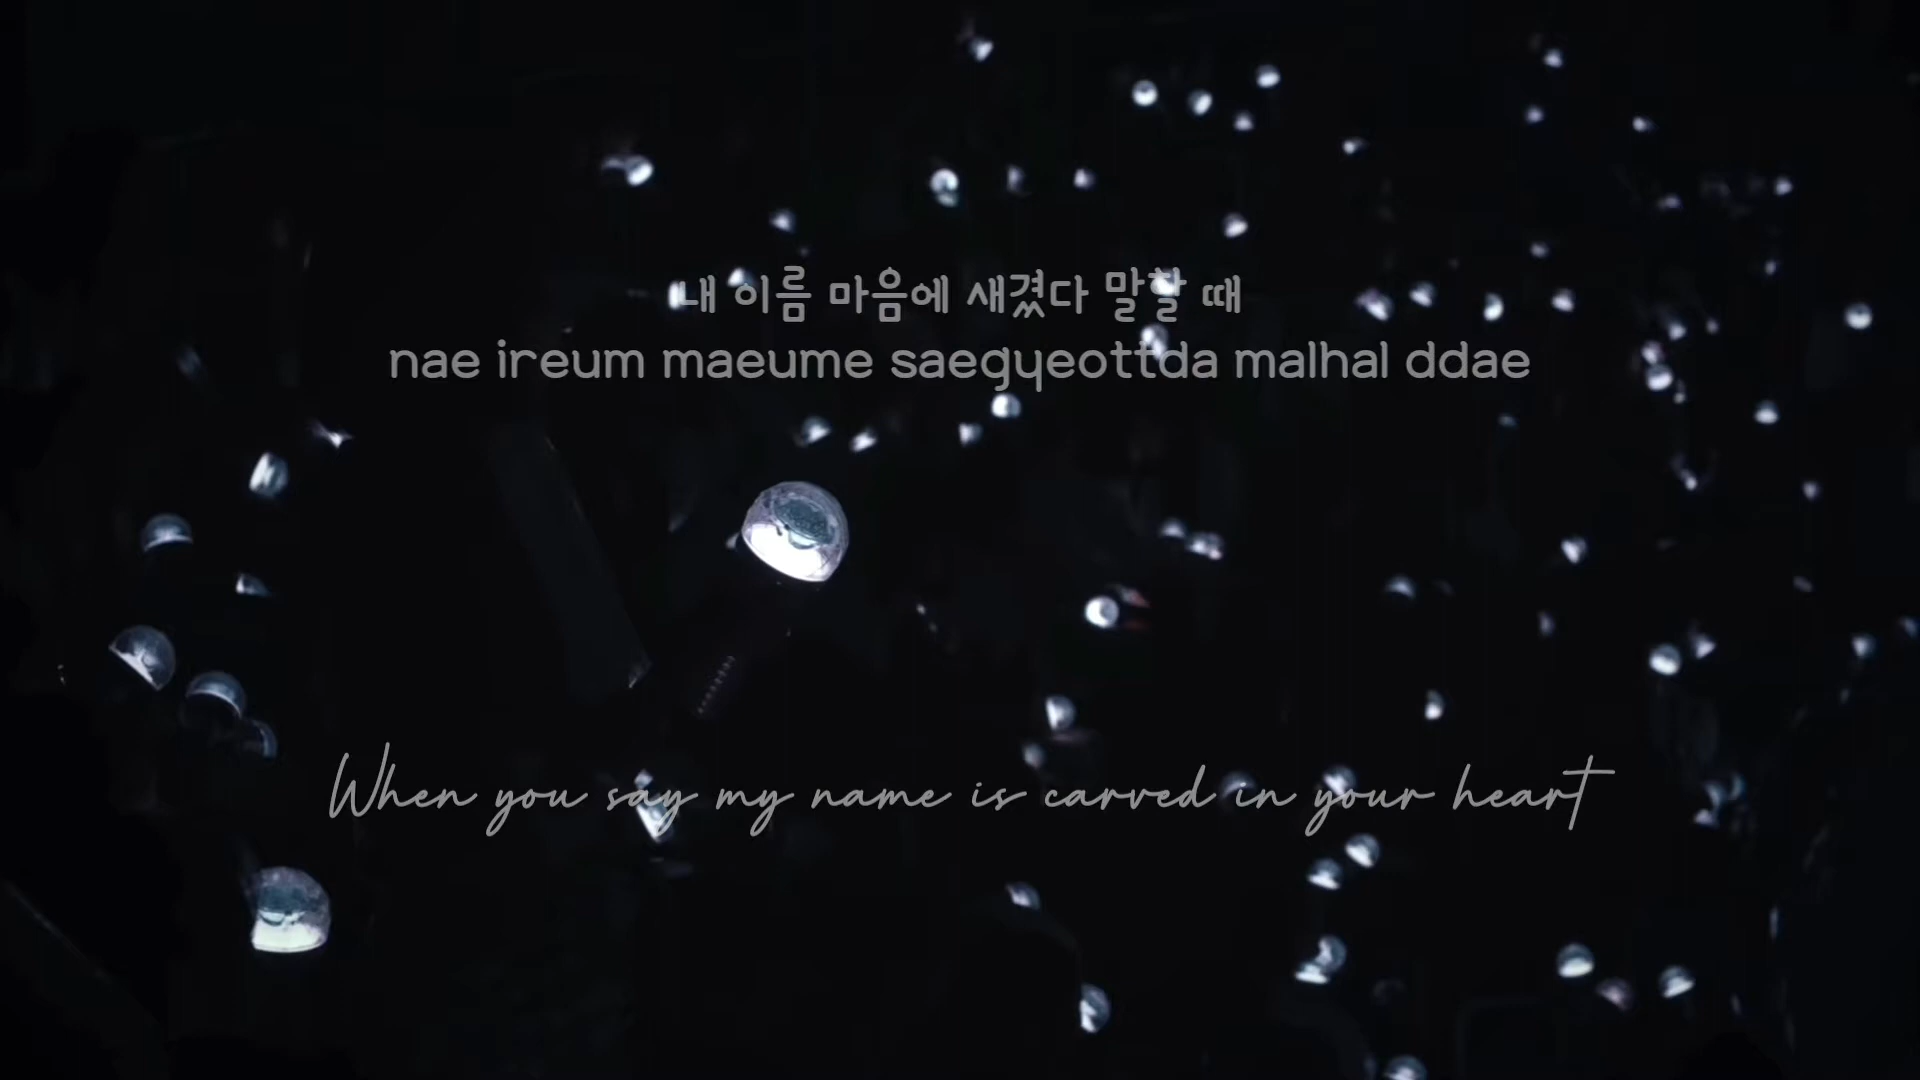 내 이름 마음에 새겼다 말할 때
nae ireum maeume saegyeottda malhal ddae
When you say my name is carved in your heart